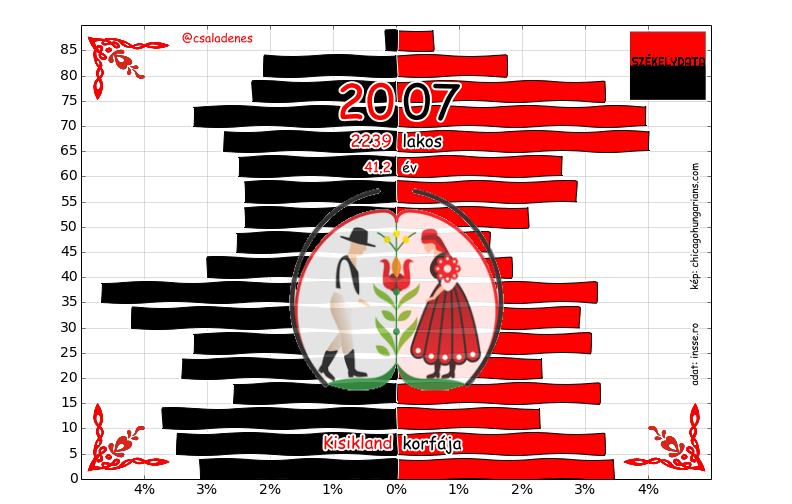 @csaladenes
SZÉKELYDATA
2007
2239 lakos
41,2 év
kép: chicagohungarians.com
adat: insse.ro
Kisikland korfája
85
80
75
70
65
60
55
50
45
40
35
30
25
20
15
10
5
0
4% 3% 2% 1% 0% 1% 2% 3% 4%